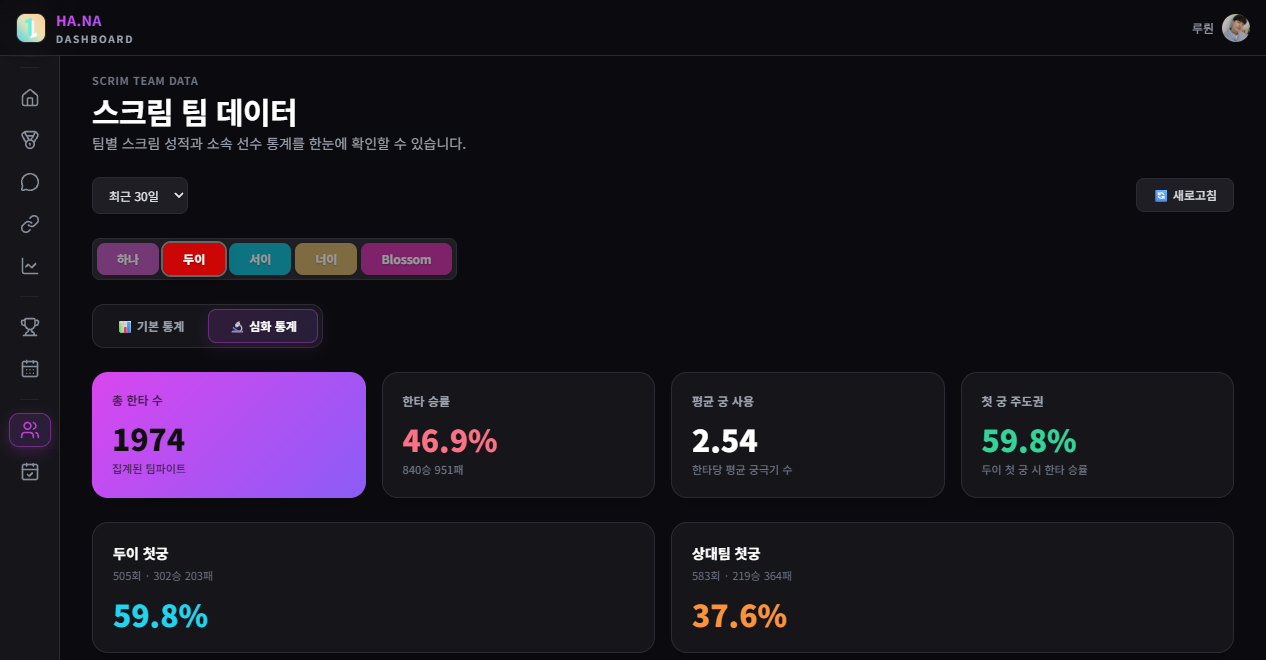 HA.NA
DASHBOARD
루뤈
SCRIM TEAM DATA
스크림 팀 데이터
팀별 스크림 성적과 소속 선수 통계를 한눈에 확인할 수 있습니다.
최근 30일
새로고침
하나 두이 서이 너이 Blossom
기본 통계 심화 통계
총 한타 수
1974
집계된 팀파이트
한타 승률
46.9%
840승 951패
평균 궁 사용
2.54
한타당 평균 궁극기 수
첫 궁 주도권
59.8%
두이 첫 궁 시 한타 승률
두이 첫궁
505회 · 302승 203패
59.8%
상대팀 첫궁
583회 · 219승 364패
37.6%